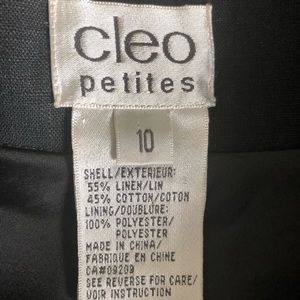 cleo
petites
10
SHELL/EXTERIEUR:
55% LINEN/LIN
45% COTTON/COTON
LINING/DOUBLURE:
100% POLYESTER/
POLYESTER
MADE IN CHINA/
FABRIQUE EN CHINE
CA#09209
SEE REVERSE FOR CARE/
VOIR INSTRUCTION